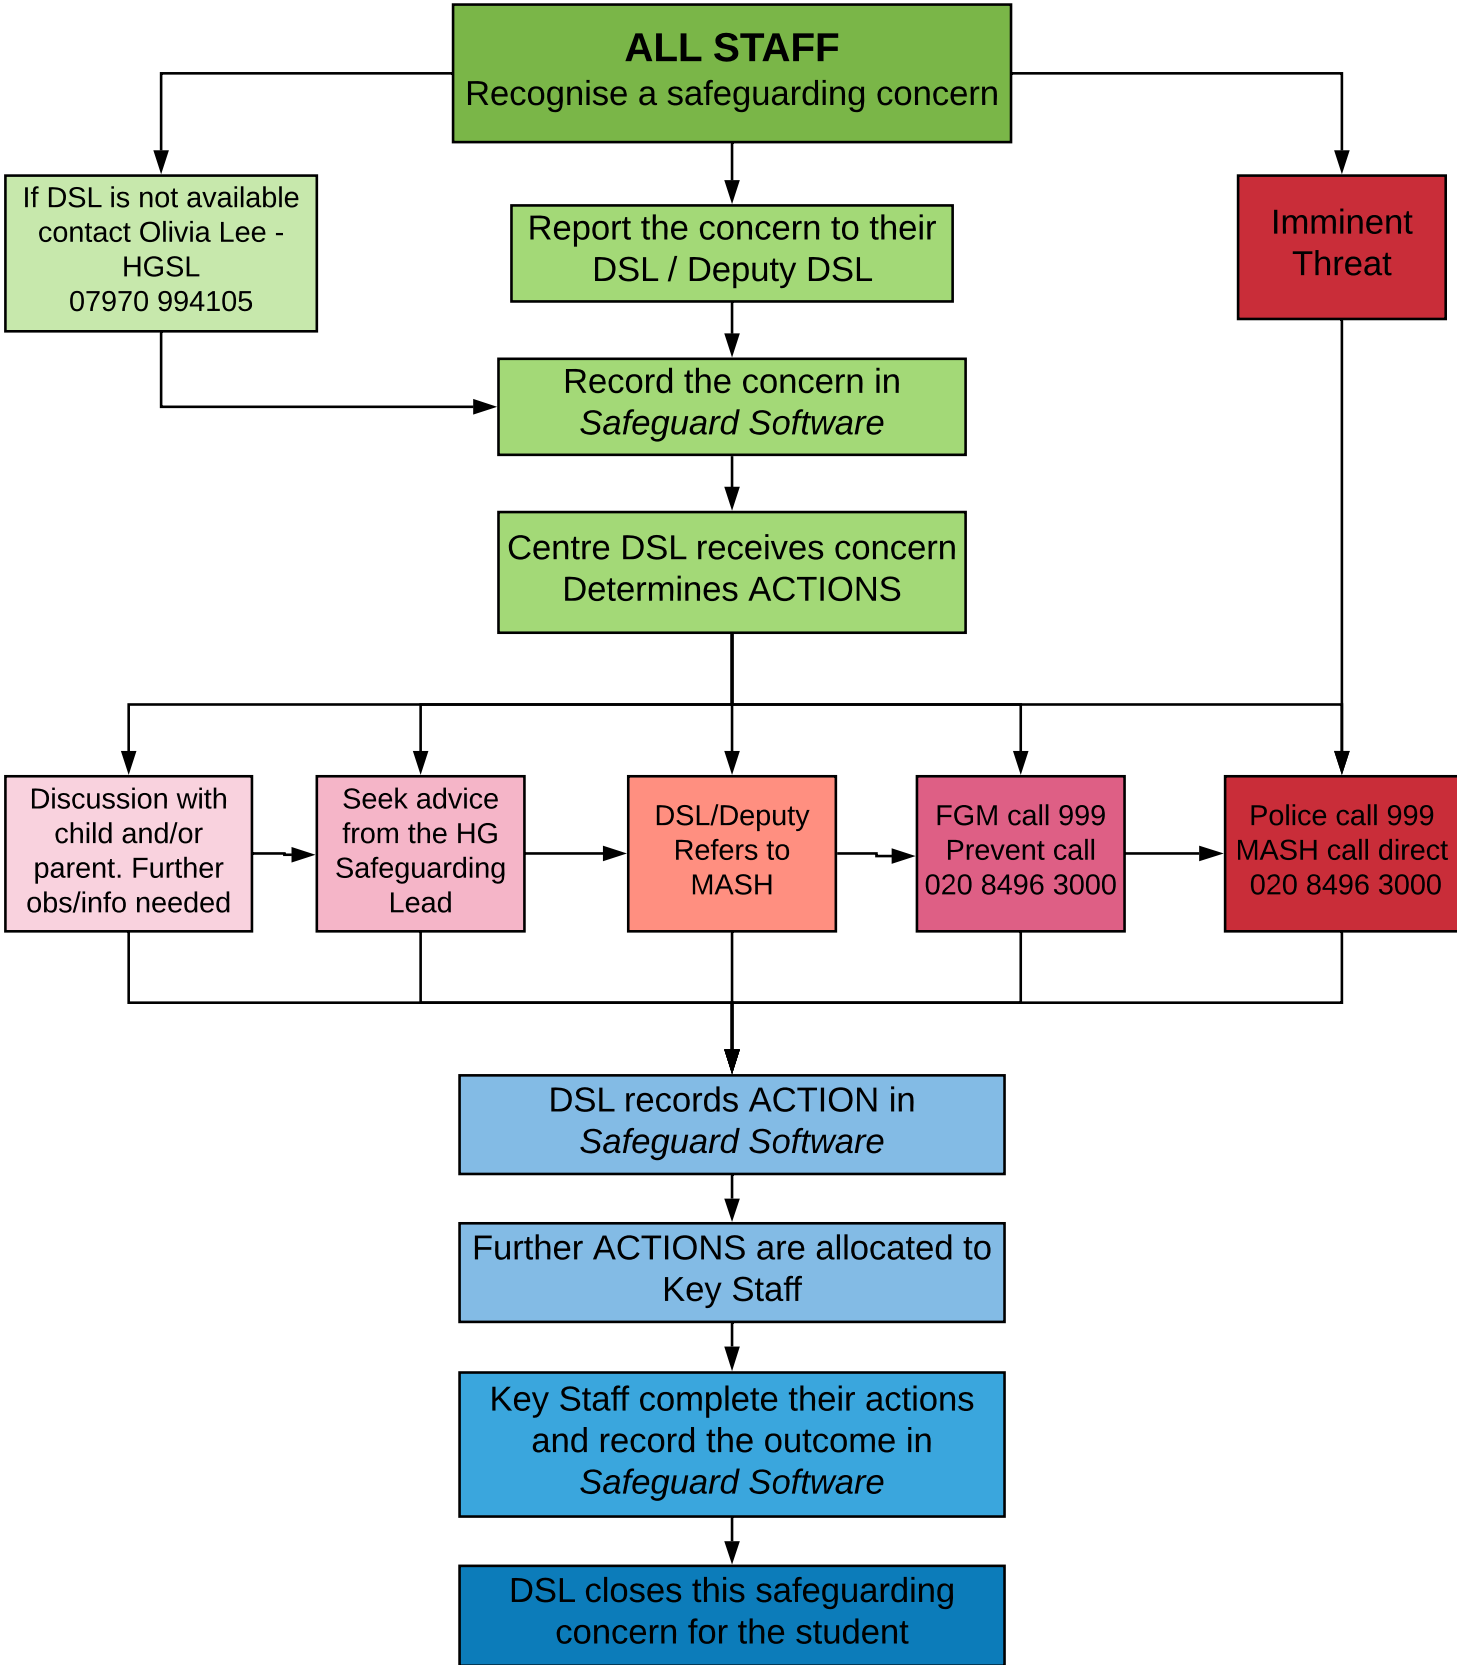 ALL STAFF
Recognise a safeguarding concern
If DSL is not available
contact Olivia Lee -
HGSL
07970 994105
Report the concern to their
DSL / Deputy DSL
Imminent
Threat
Record the concern in
Safeguard Software
Centre DSL receives concern
Determines ACTIONS
Discussion with
child and/or
parent. Further
obs/info needed
Seek advice
from the HG
Safeguarding
Lead
DSL/Deputy
Refers to
MASH
FGM call 999
Prevent call
020 8496 3000
Police call 999
MASH call direct
020 8496 3000
DSL records ACTION in
Safeguard Software
Further ACTIONS are allocated to
Key Staff
Key Staff complete their actions
and record the outcome in
Safeguard Software
DSL closes this safeguarding
concern for the student